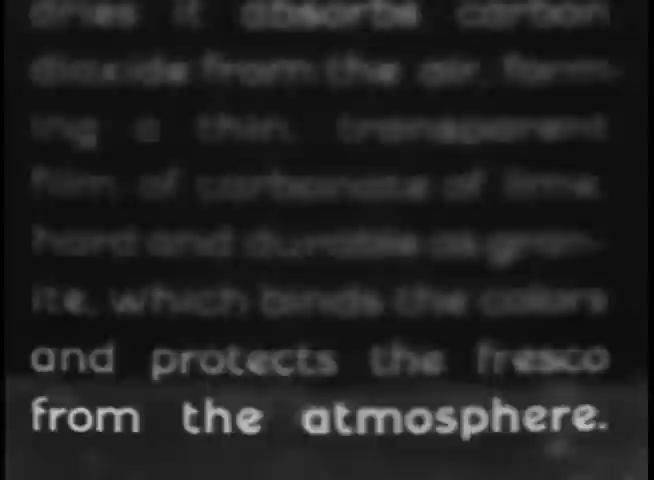 dries it absorbs carbon
dioxide from the air, form-
ing a thin, transparent
film of carbonate of lime,
hard and durable as gran-
ite, which binds the colors
and protects the fresco
from the atmosphere.